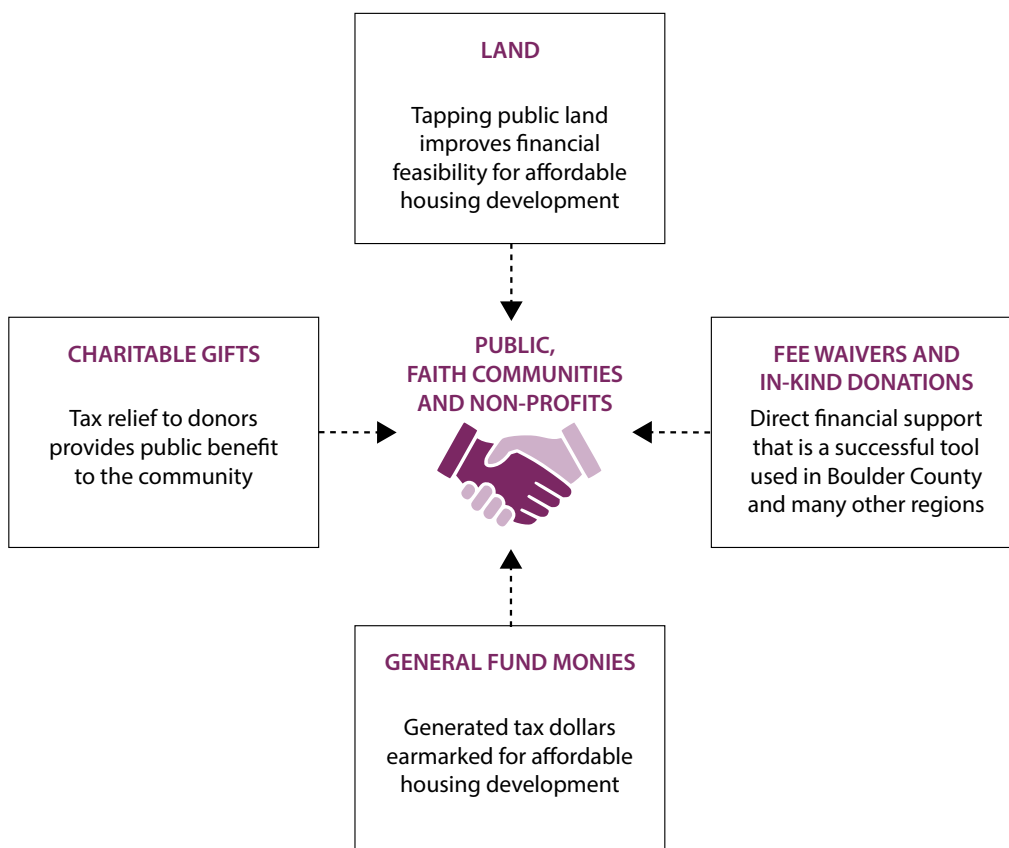 LAND
Tapping public land
improves financial
feasibility for affordable
housing development
CHARITABLE GIFTS
Tax relief to donors
provides public benefit
to the community
PUBLIC,
FAITH COMMUNITIES
AND NON-PROFITS
FEE WAIVERS AND
IN-KIND DONATIONS
Direct financial support
that is a successful tool
used in Boulder County
and many other regions
GENERAL FUND MONIES
Generated tax dollars
earmarked for affordable
housing development